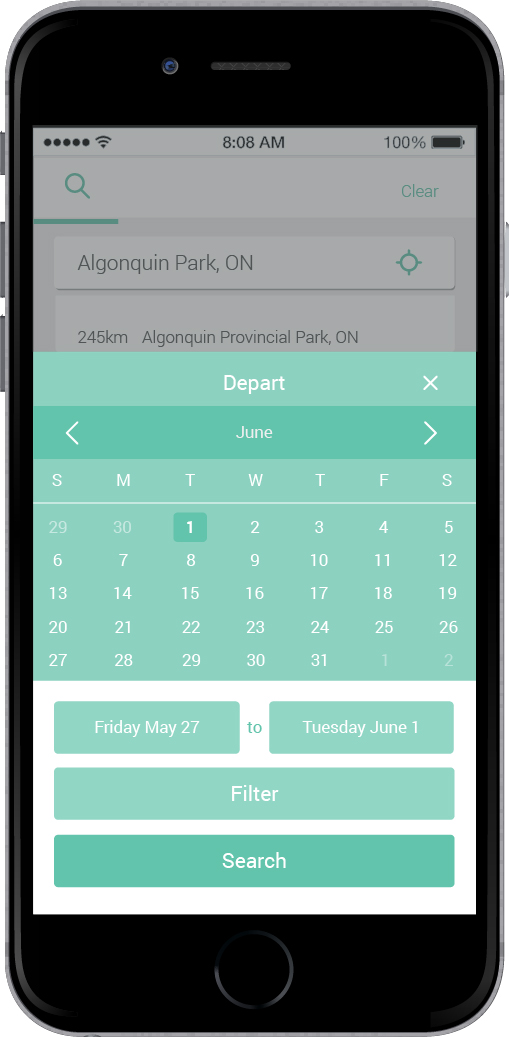 8:08 AM 100%
Clear
Algonquin Park, ON
245km Algonquin Provincial Park, ON
Depart
June
S M T W T F S
29 30 1 2 3 4 5
6 7 8 9 10 11 12
13 14 15 16 17 18 19
20 21 22 23 24 25 26
27 28 29 30 31 1 2
Friday May 27 to Tuesday June 1
Filter
Search